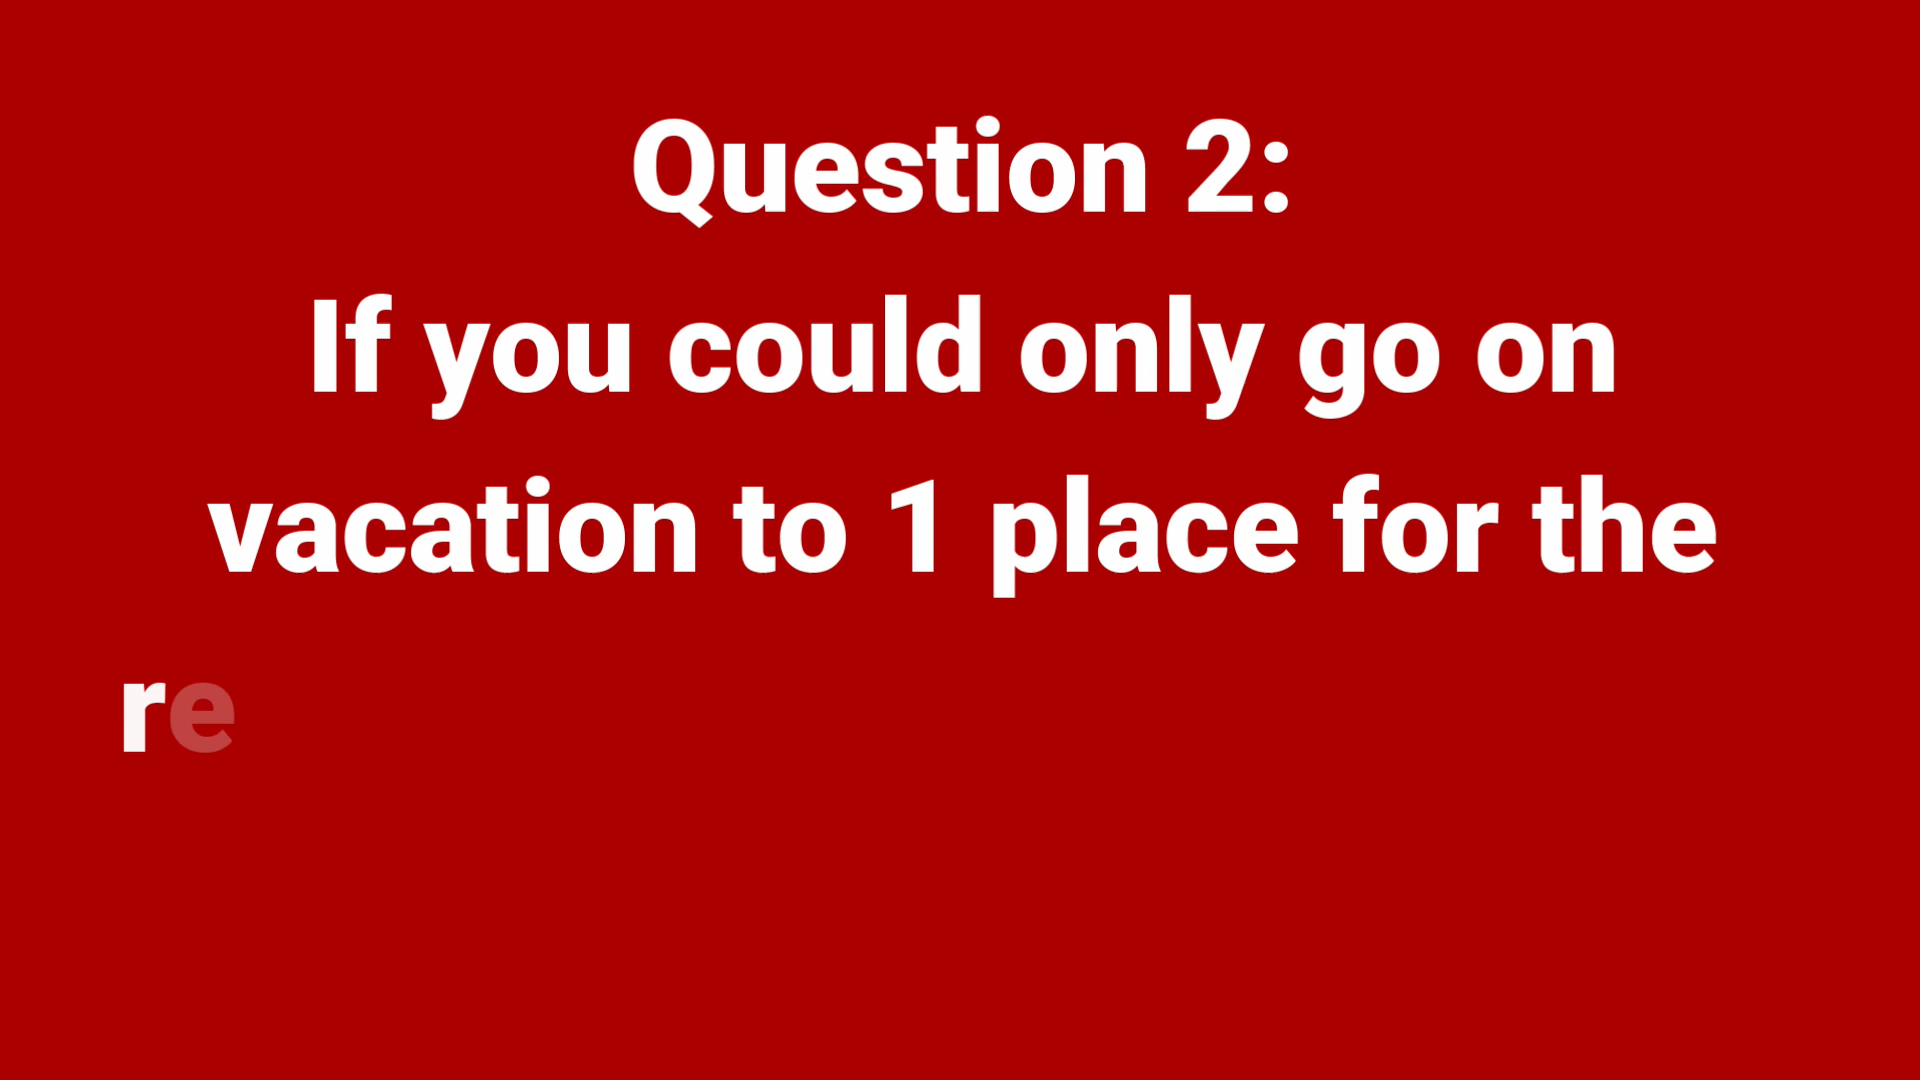 Question 2:
If you could only go on
vacation to 1 place for the
re